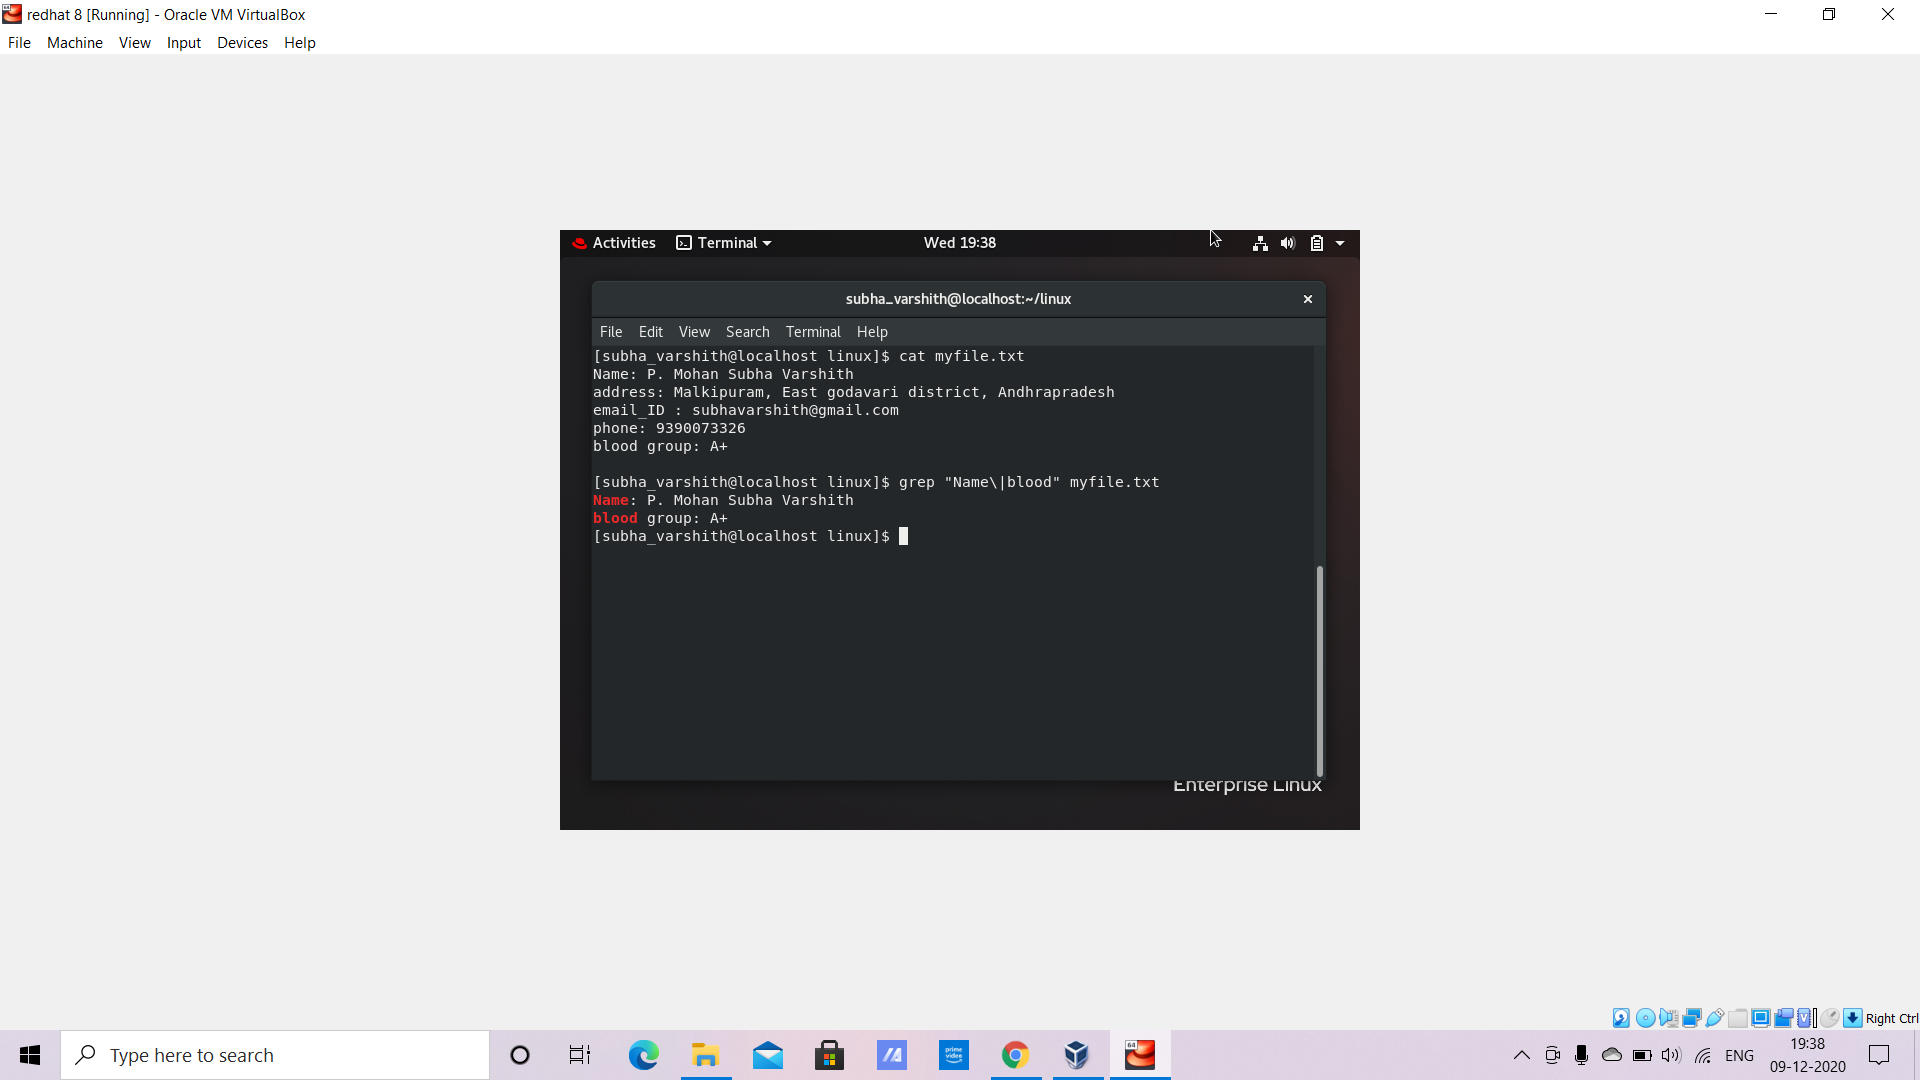 redhat 8 [Running] - Oracle VM VirtualBox
File Machine View Input Devices Help
Activities Terminal Wed 19:38
subha_varshith@localhost:~/linux
File Edit View Search Terminal Help
[subha_varshith@localhost linux]$ cat myfile.txt
Name: P. Mohan Subha Varshith
address: Malkipuram, East godavari district, Andhrapradesh
email_ID : subhavarshith@gmail.com
phone: 9390073326
blood group: A+
[subha_varshith@localhost linux]$ grep "Name\|blood" myfile.txt
Name: P. Mohan Subha Varshith
blood group: A+
[subha_varshith@localhost linux]$
Enterprise Linux
Right Ctrl
Type here to search
prime video
64
ENG
19:38
09-12-2020